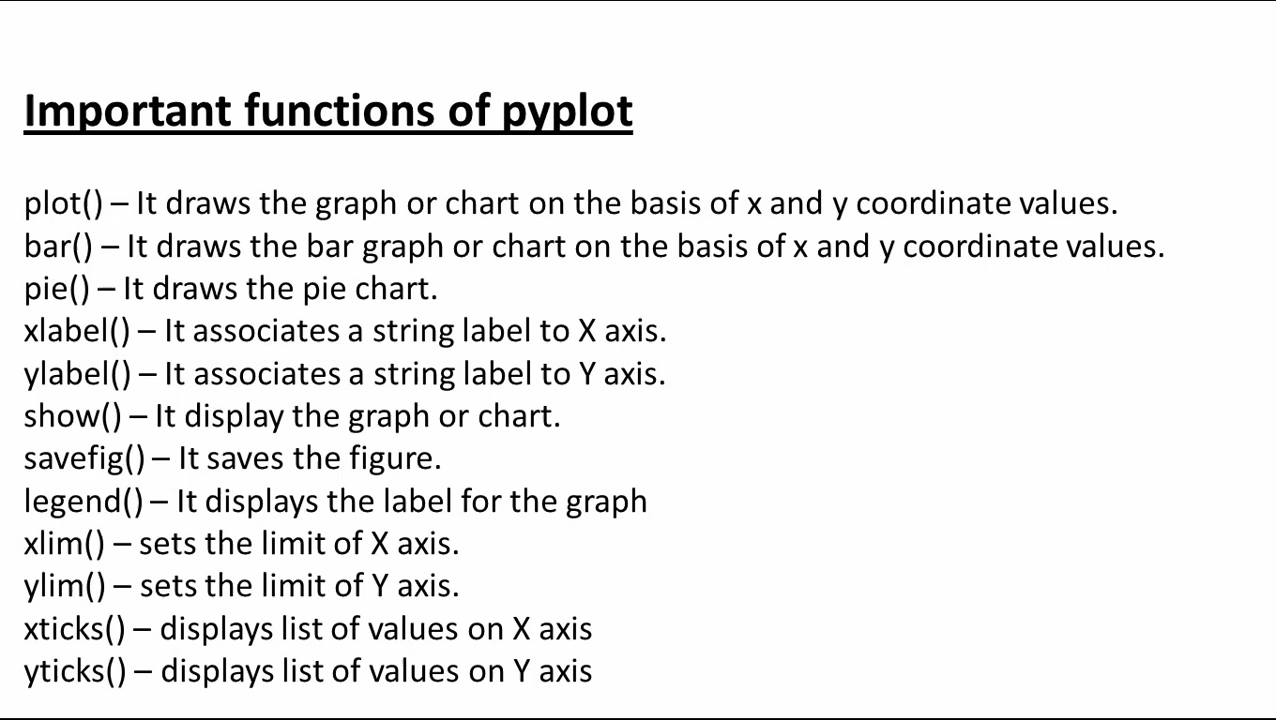 Important functions of pyplot
plot() – It draws the graph or chart on the basis of x and y coordinate values.
bar() – It draws the bar graph or chart on the basis of x and y coordinate values.
pie() – It draws the pie chart.
xlabel() – It associates a string label to X axis.
ylabel() – It associates a string label to Y axis.
show() – It display the graph or chart.
savefig() – It saves the figure.
legend() – It displays the label for the graph
xlim() – sets the limit of X axis.
ylim() – sets the limit of Y axis.
xticks() – displays list of values on X axis
yticks() – displays list of values on Y axis